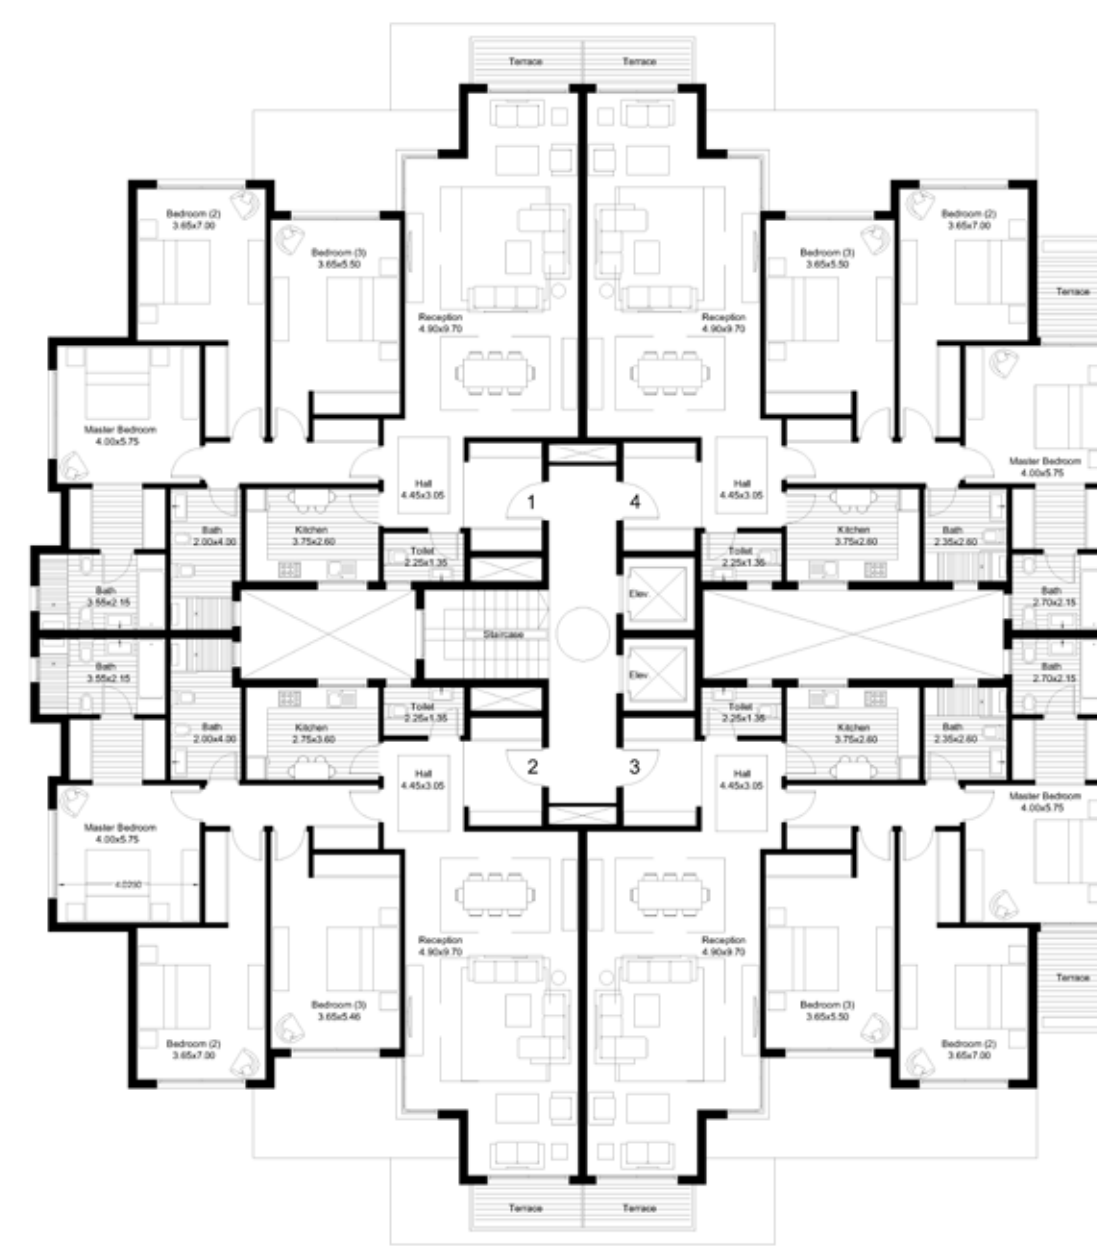 Terrace
Terrace
Bedroom (2)
3.65x7.00
Bedroom (3)
3.65x5.50
Bedroom (3)
3.65x5.50
Bedroom (2)
3.65x7.00
Terrace
Reception
4.90x9.70
Reception
4.90x9.70
Master Bedroom
4.00x5.75
Master Bedroom
4.00x5.75
Hall
4.45x3.05
1
4
Hall
4.45x3.05
Bath
2.00x4.00
Kitchen
3.75x2.60
Toilet
2.25x1.35
Toilet
2.25x1.35
Kitchen
3.75x2.60
Bath
2.35x2.60
Bath
3.55x2.15
Elev.
Bath
2.70x2.15
Staircase
Bath
3.55x2.15
Elev.
Bath
2.70x2.15
Bath
2.00x4.00
Kitchen
2.75x3.60
Toilet
2.25x1.35
Toilet
2.25x1.35
Kitchen
3.75x2.60
Bath
2.35x2.60
Hall
4.45x3.05
2
3
Hall
4.45x3.05
Master Bedroom
4.00x5.75
Master Bedroom
4.00x5.75
Reception
4.90x9.70
Reception
4.90x9.70
Terrace
Bedroom (3)
3.65x5.46
Bedroom (3)
3.65x5.50
Bedroom (2)
3.65x7.00
Bedroom (2)
3.65x7.00
Terrace
Terrace